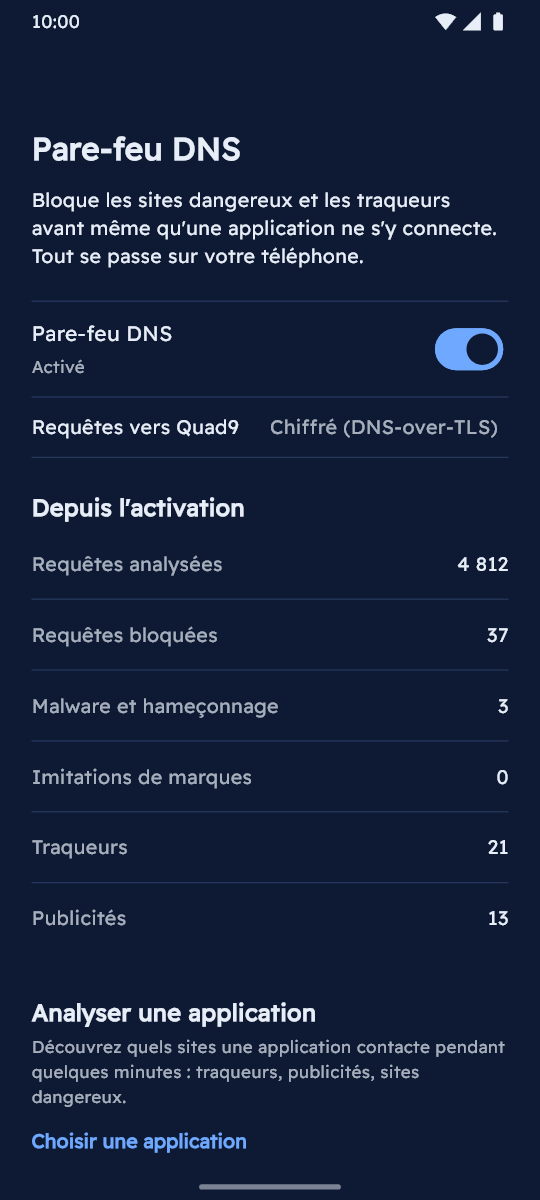 10:00
Pare-feu DNS
Bloque les sites dangereux et les traqueurs
avant même qu'une application ne s'y connecte.
Tout se passe sur votre téléphone.
Pare-feu DNS
Activé
Requêtes vers Quad9 Chiffré (DNS-over-TLS)
Depuis l'activation
Requêtes analysées 4 812
Requêtes bloquées 37
Malware et hameçonnage 3
Imitations de marques 0
Traqueurs 21
Publicités 13
Analyser une application
Découvrez quels sites une application contacte pendant
quelques minutes : traqueurs, publicités, sites
dangereux.
Choisir une application